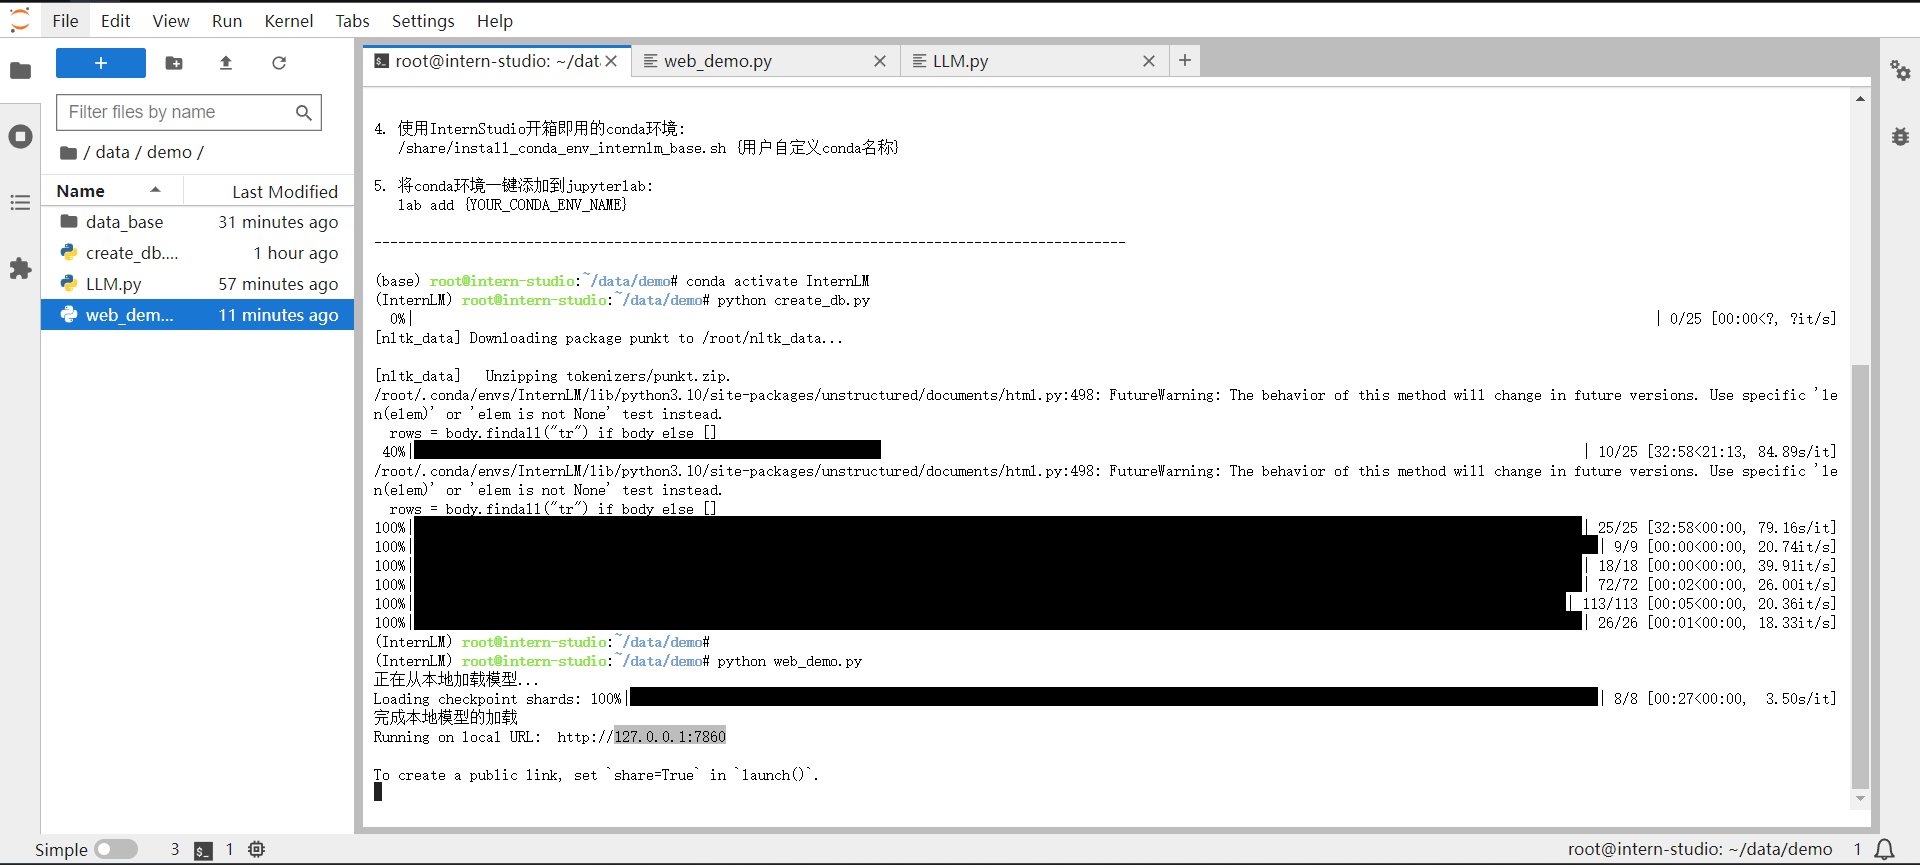 File Edit View Run Kernel Tabs Settings Help
root@intern-studio: ~/dat
web_demo.py
LLM.py
Filter files by name
/ data / demo /
Name Last Modified
data_base 31 minutes ago
create_db.... 1 hour ago
LLM.py 57 minutes ago
web_dem... 11 minutes ago
4. 使用InternStudio开箱即用的conda环境:
/share/install_conda_env_internlm_base.sh {用户自定义conda名称}
5. 将conda环境一键添加到jupyterlab:
lab add {YOUR_CONDA_ENV_NAME}
----------------------------------------------------------------------------------------------
(base) root@intern-studio:~/data/demo# conda activate InternLM
(InternLM) root@intern-studio:~/data/demo# python create_db.py
0%| | 0/25 [00:00<?, ?it/s]
[nltk_data] Downloading package punkt to /root/nltk_data...
[nltk_data]   Unzipping tokenizers/punkt.zip.
/root/.conda/envs/InternLM/lib/python3.10/site-packages/unstructured/documents/html.py:498: FutureWarning: The behavior of this method will change in future versions. Use specific 'le
n(elem)' or 'elem is not None' test instead.
rows = body.findall("tr") if body else []
40%| | 10/25 [32:58<21:13, 84.89s/it]
/root/.conda/envs/InternLM/lib/python3.10/site-packages/unstructured/documents/html.py:498: FutureWarning: The behavior of this method will change in future versions. Use specific 'le
n(elem)' or 'elem is not None' test instead.
rows = body.findall("tr") if body else []
100%| | 25/25 [32:58<00:00, 79.16s/it]
100%| | 9/9 [00:00<00:00, 20.74it/s]
100%| | 18/18 [00:00<00:00, 39.91it/s]
100%| | 72/72 [00:02<00:00, 26.00it/s]
100%| | 113/113 [00:05<00:00, 20.36it/s]
100%| | 26/26 [00:01<00:00, 18.33it/s]
(InternLM) root@intern-studio:~/data/demo#
(InternLM) root@intern-studio:~/data/demo# python web_demo.py
正在从本地加载模型...
Loading checkpoint shards: 100%| | 8/8 [00:27<00:00,  3.50s/it]
完成本地模型的加载
Running on local URL:  http://127.0.0.1:7860
To create a public link, set `share=True` in `launch()`.
Simple 3 $_ 1 root@intern-studio: ~/data/demo 1